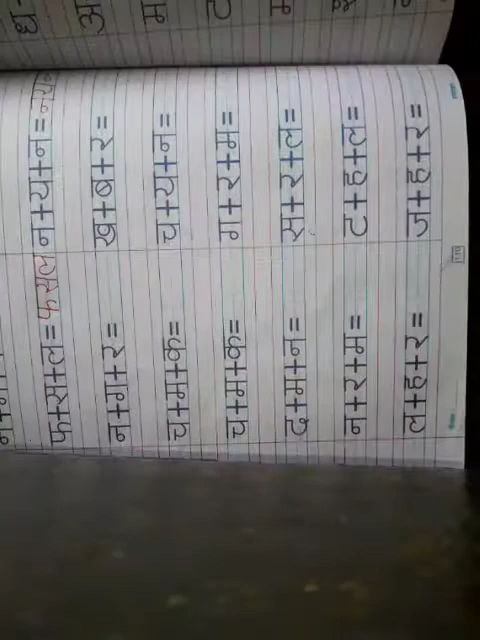 फ+स+ल= फसल न+य+न= नयन
न+ग+र= ख+ब+र=
च+म+क= च+य+न=
च+म+क= ग+र+म=
द+म+न= स+र+ल=
न+र+म= ट+ह+ल=
ल+ह+र= ज+ह+र=